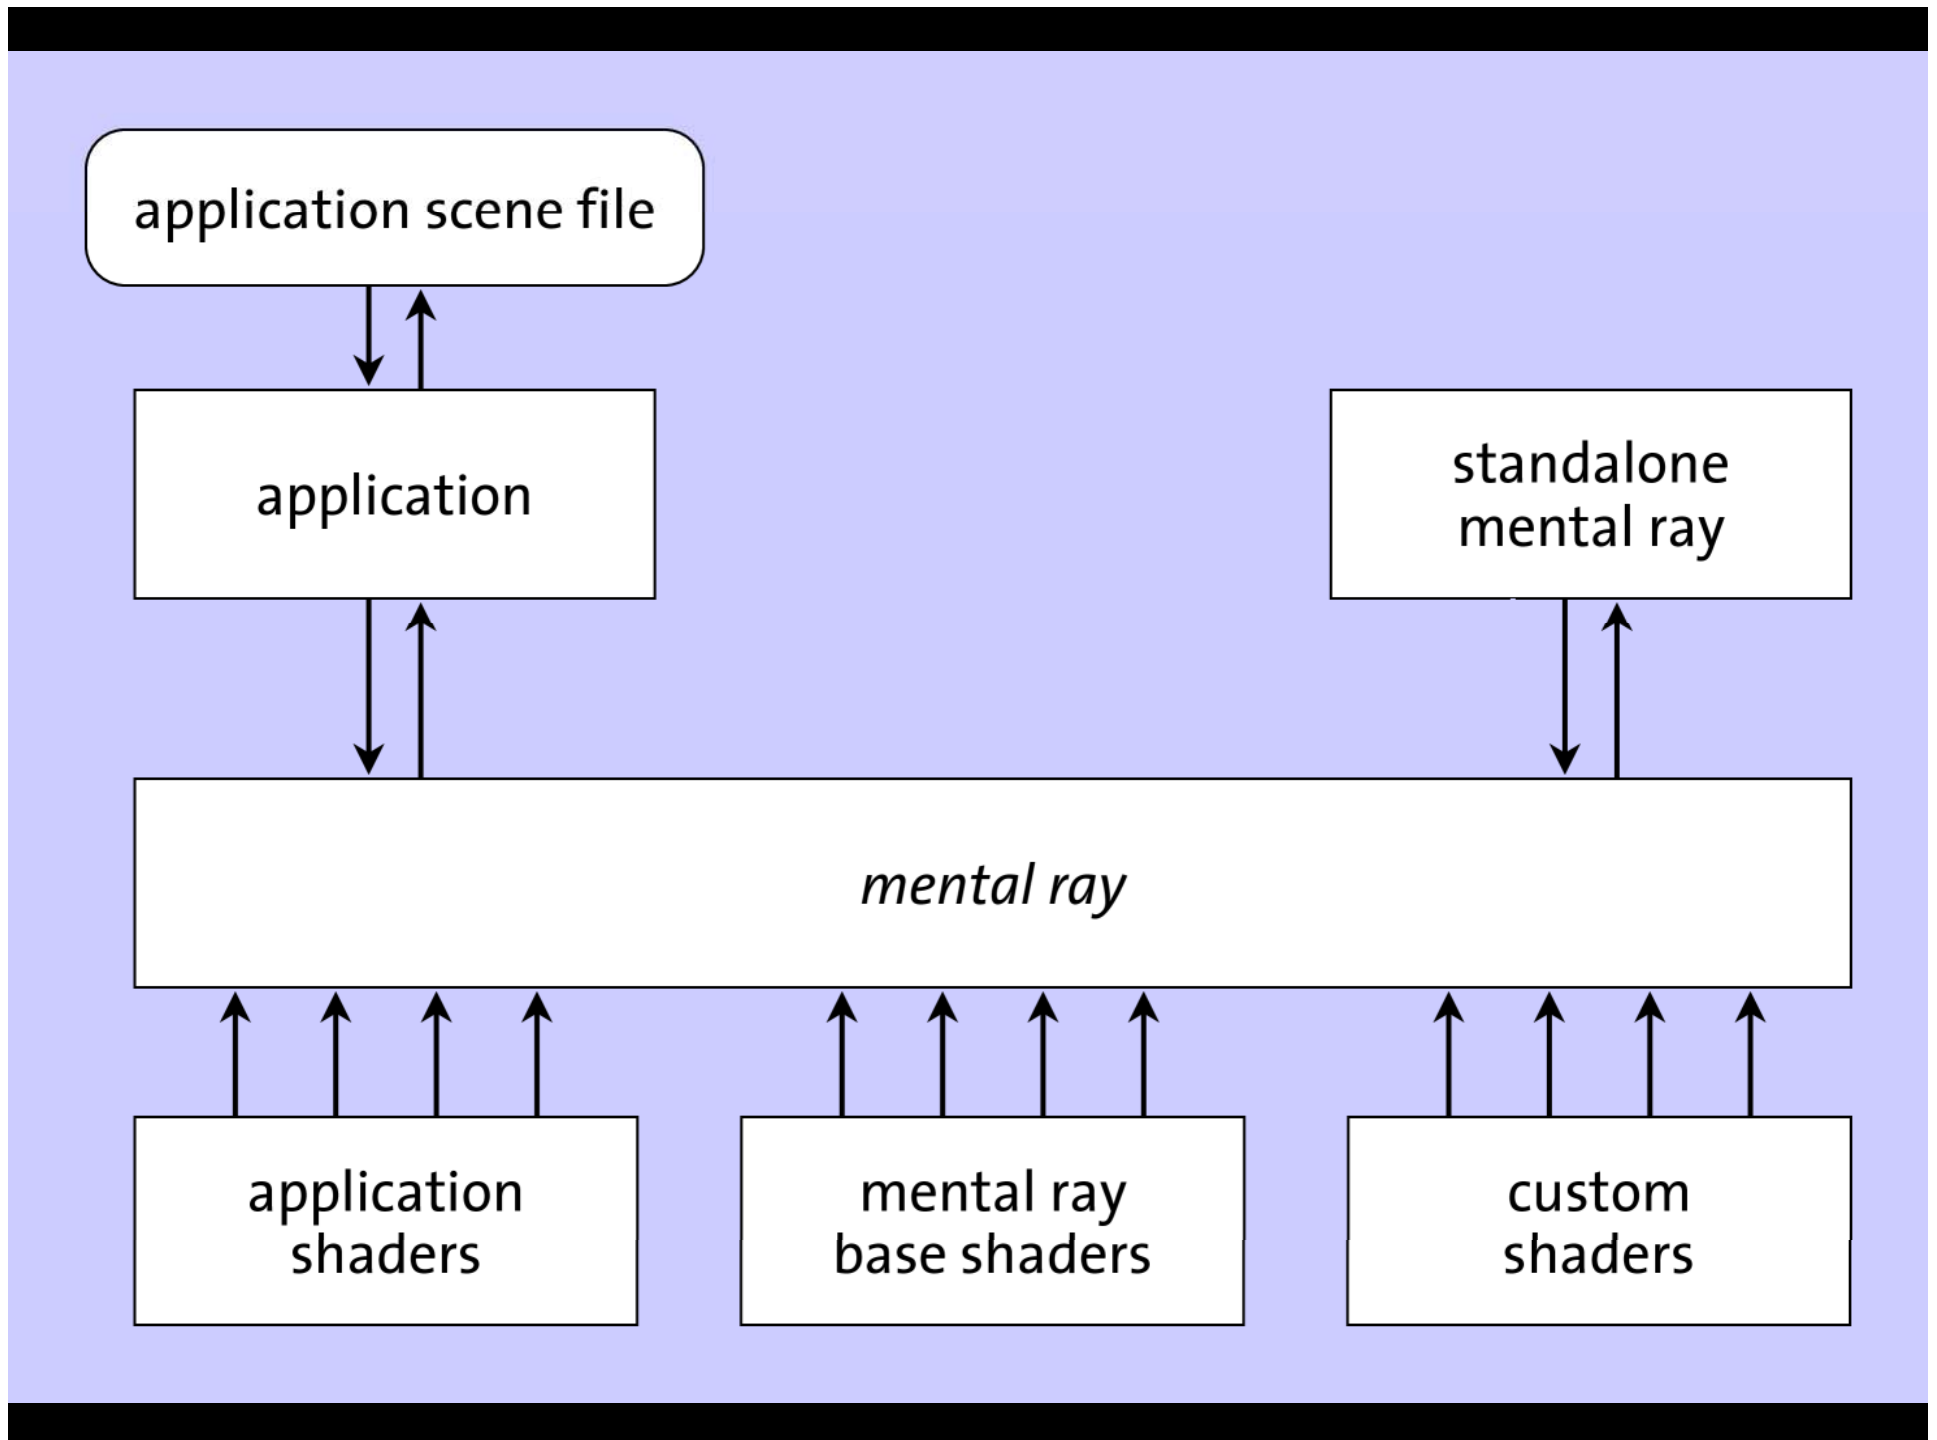 application scene file
application
standalone
mental ray
mental ray
application
shaders
mental ray
base shaders
custom
shaders